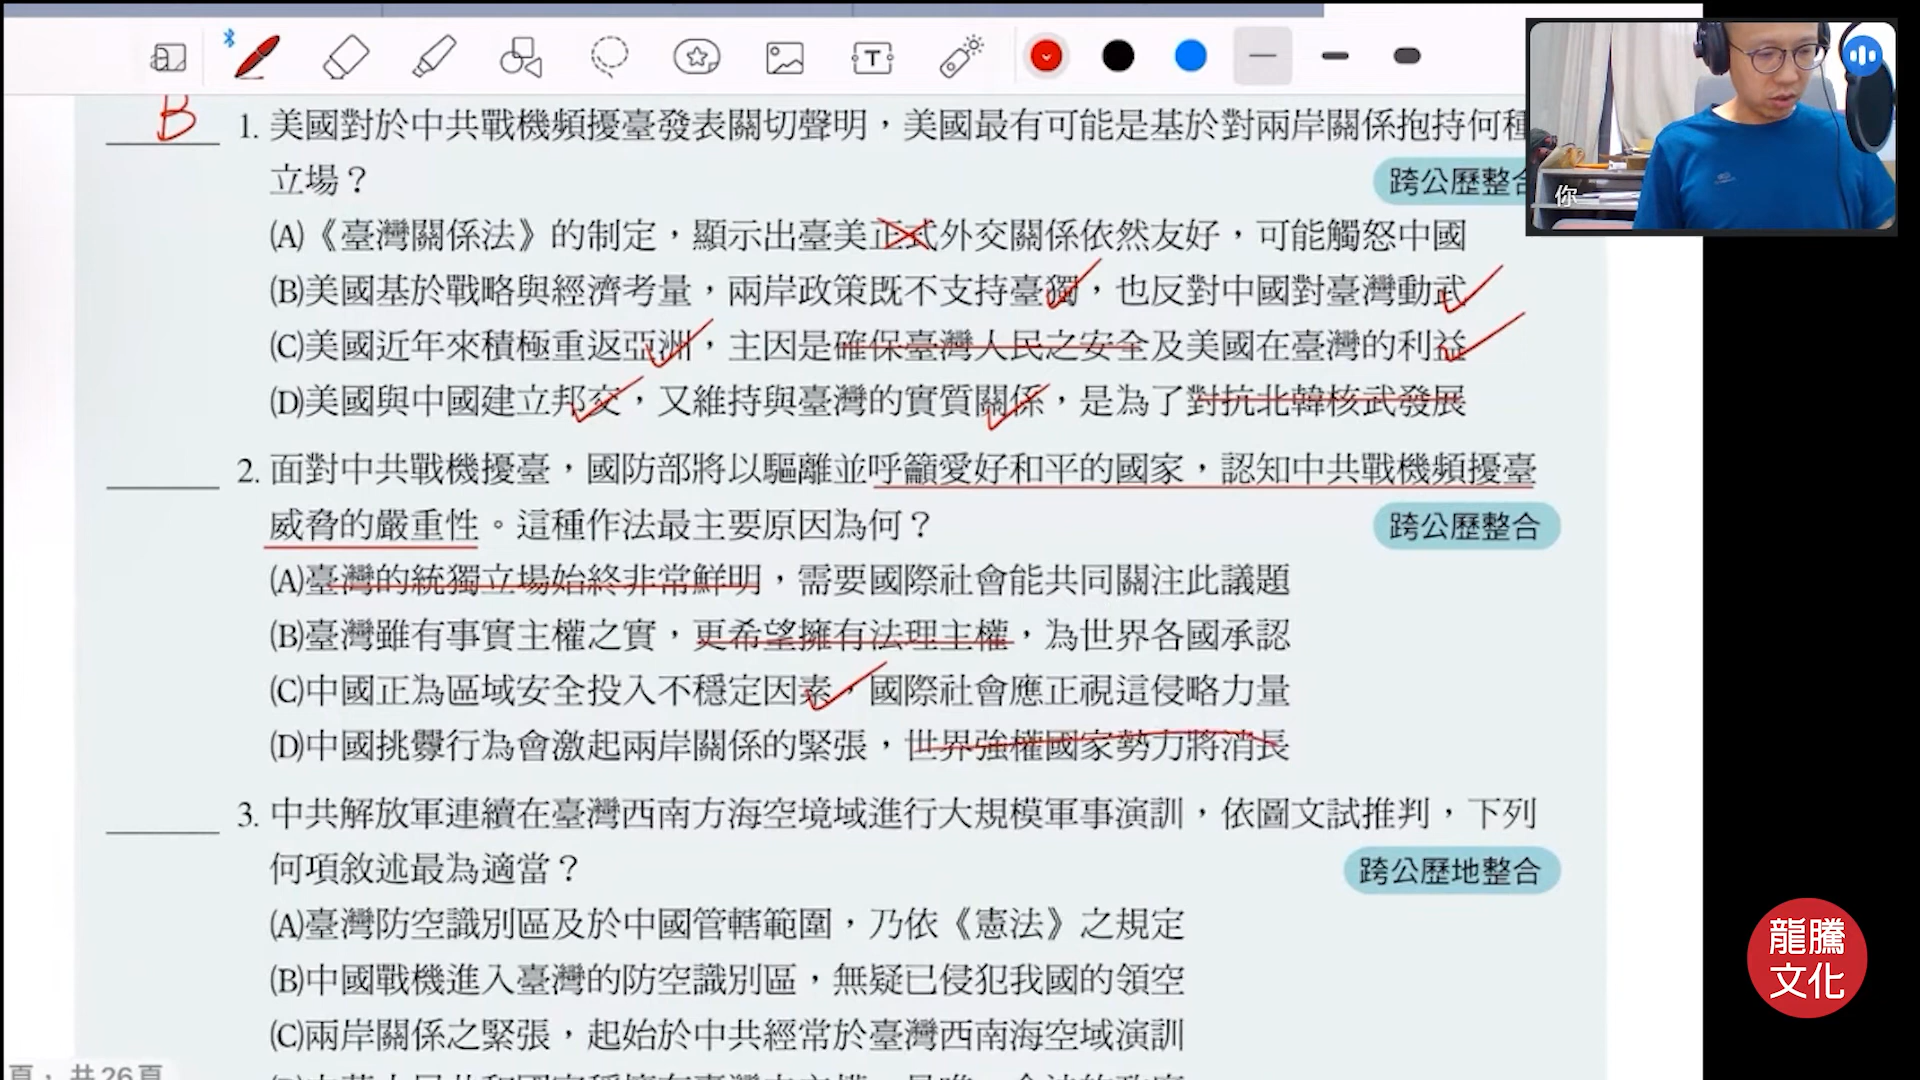 B
1. 美國對於中共戰機頻擾臺發表關切聲明，美國最有可能是基於對兩岸關係抱持何種
立場？
跨公歷整合
(A)《臺灣關係法》的制定，顯示出臺美正式外交關係依然友好，可能觸怒中國
(B)美國基於戰略與經濟考量，兩岸政策既不支持臺獨，也反對中國對臺灣動武
(C)美國近年來積極重返亞洲，主因是確保臺灣人民之安全及美國在臺灣的利益
(D)美國與中國建立邦交，又維持與臺灣的實質關係，是為了對抗北韓核武發展
2. 面對中共戰機擾臺，國防部將以驅離並呼籲愛好和平的國家，認知中共戰機頻擾臺
威脅的嚴重性。這種作法最主要原因為何？
跨公歷整合
(A)臺灣的統獨立場始終非常鮮明，需要國際社會能共同關注此議題
(B)臺灣雖有事實主權之實，更希望擁有法理主權，為世界各國承認
(C)中國正為區域安全投入不穩定因素，國際社會應正視這侵略力量
(D)中國挑釁行為會激起兩岸關係的緊張，世界強權國家勢力將消長
3. 中共解放軍連續在臺灣西南方海空境域進行大規模軍事演訓，依圖文試推判，下列
何項敘述最為適當？
跨公歷地整合
(A)臺灣防空識別區及於中國管轄範圍，乃依《憲法》之規定
(B)中國戰機進入臺灣的防空識別區，無疑已侵犯我國的領空
(C)兩岸關係之緊張，起始於中共經常於臺灣西南海空域演訓
頁，共26頁
你
龍騰
文化